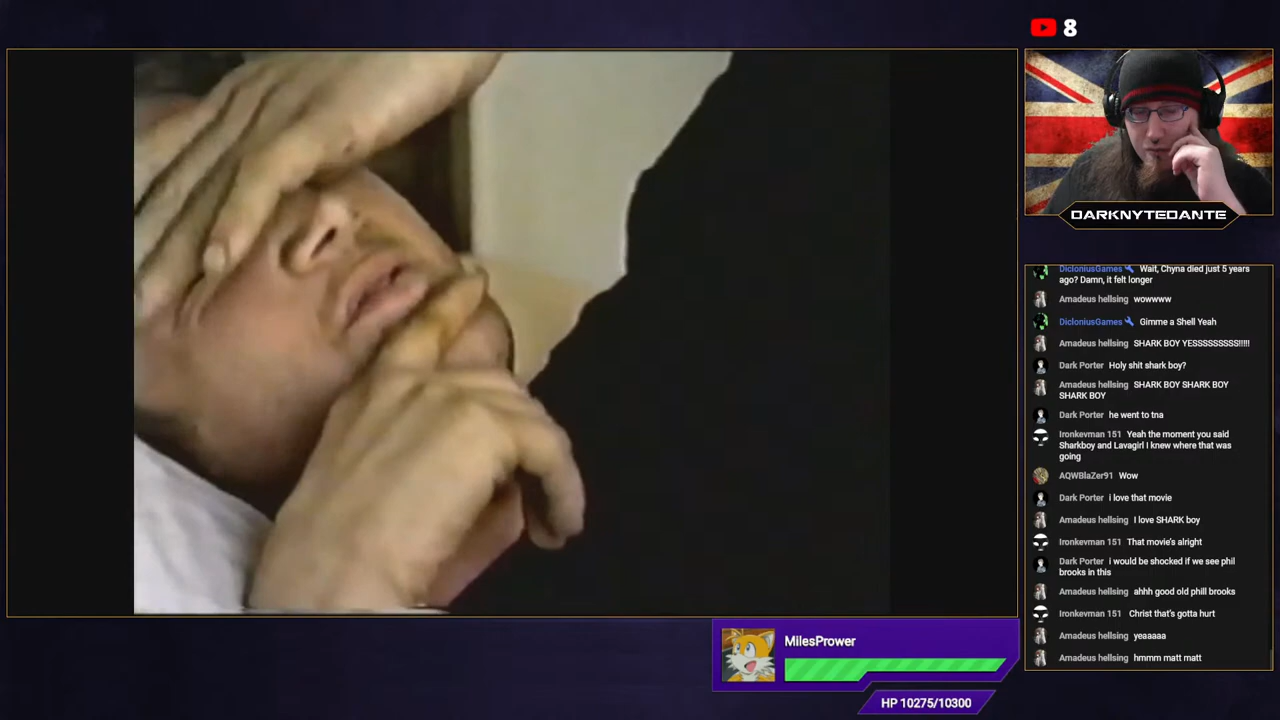 8
DARKNYTEDANTE
DicloniusGames Wait, Chyna died just 5 years
ago? Damn, it felt longer
Amadeus hellsing wowwww
DicloniusGames Gimme a Shell Yeah
Amadeus hellsing SHARK BOY YESSSSSSSS!!!!!
Dark Porter Holy shit shark boy?
Amadeus hellsing SHARK BOY SHARK BOY
SHARK BOY
Dark Porter he went to tna
Ironkevman 151 Yeah the moment you said
Sharkboy and Lavagirl I knew where that was
going
AQWBlaZer91 Wow
Dark Porter i love that movie
Amadeus hellsing I love SHARK boy
Ironkevman 151 That movie's alright
Dark Porter i would be shocked if we see phil
brooks in this
Amadeus hellsing ahhh good old phill brooks
Ironkevman 151 Christ that's gotta hurt
Amadeus hellsing yeaaaaa
Amadeus hellsing hmmm matt matt
MilesPrower
HP 10275/10300